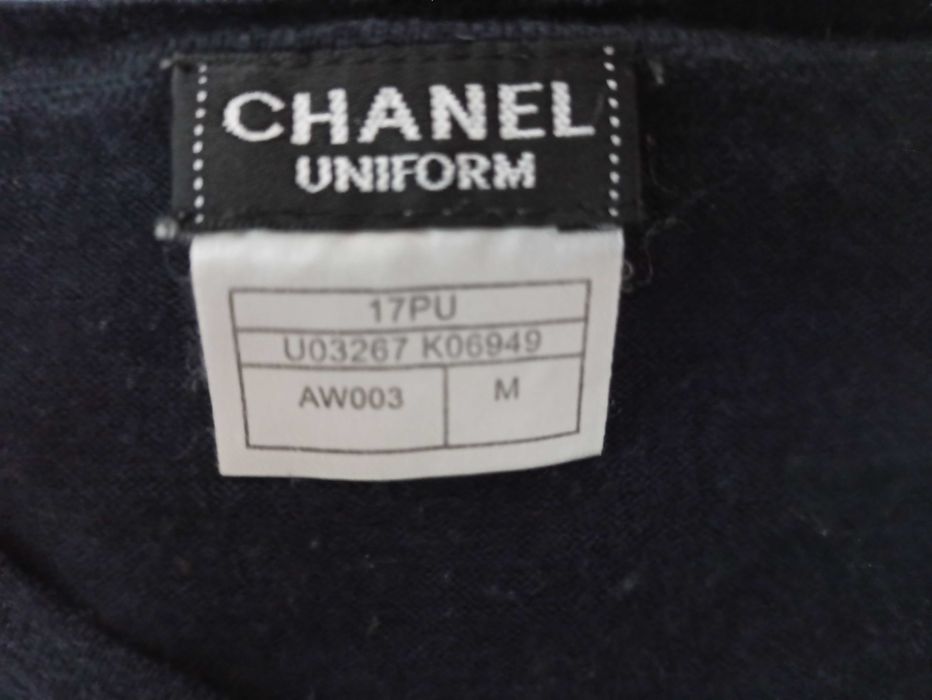 CHANEL
UNIFORM
17PU
U03267 K06949
AW003 M